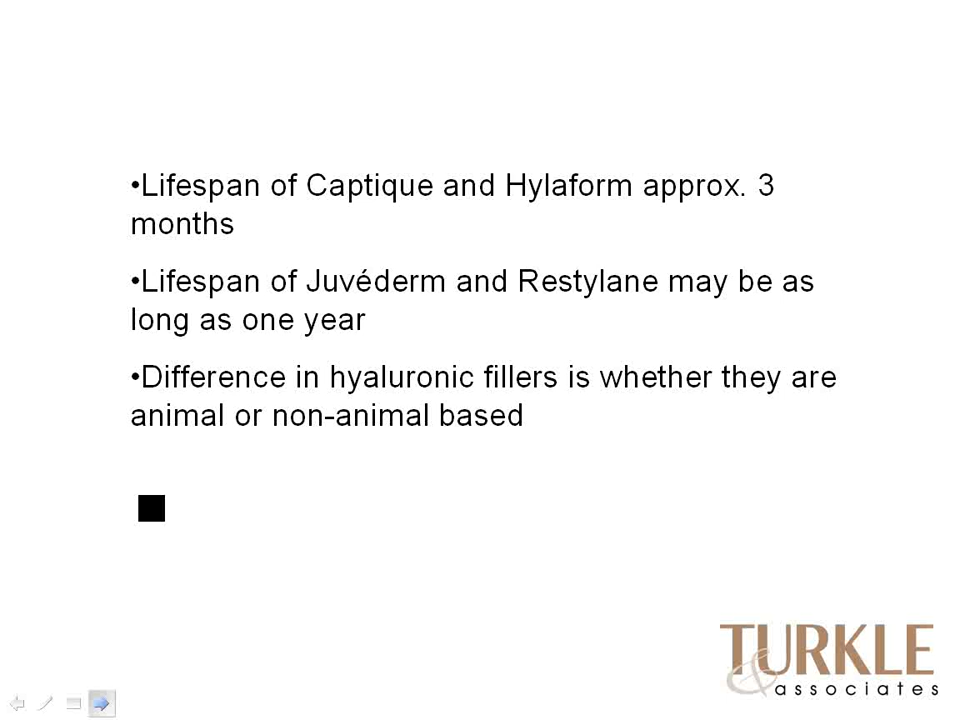 •Lifespan of Captique and Hylaform approx. 3
months
•Lifespan of Juvéderm and Restylane may be as
long as one year
•Difference in hyaluronic fillers is whether they are
animal or non-animal based
TURKLE
& associates